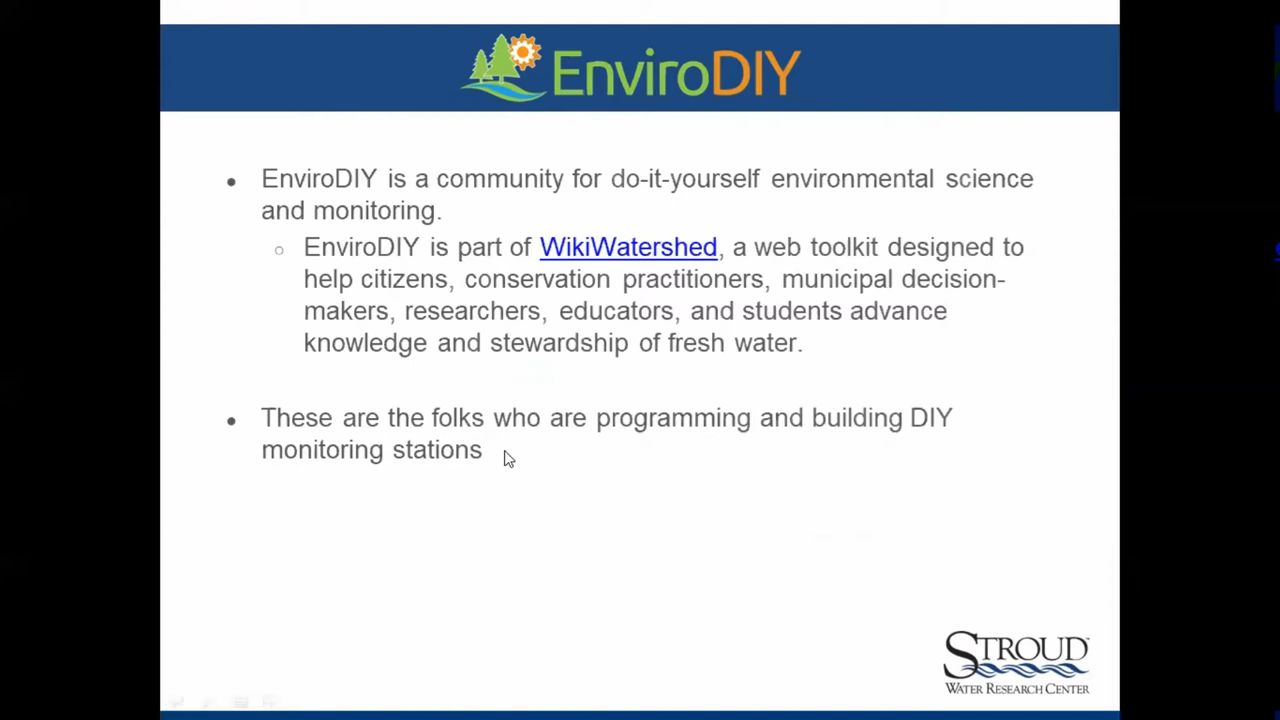 EnviroDIY
• EnviroDIY is a community for do-it-yourself environmental science
and monitoring.
○ EnviroDIY is part of WikiWatershed, a web toolkit designed to
help citizens, conservation practitioners, municipal decision-
makers, researchers, educators, and students advance
knowledge and stewardship of fresh water.
• These are the folks who are programming and building DIY
monitoring stations
STROUD
WATER RESEARCH CENTER